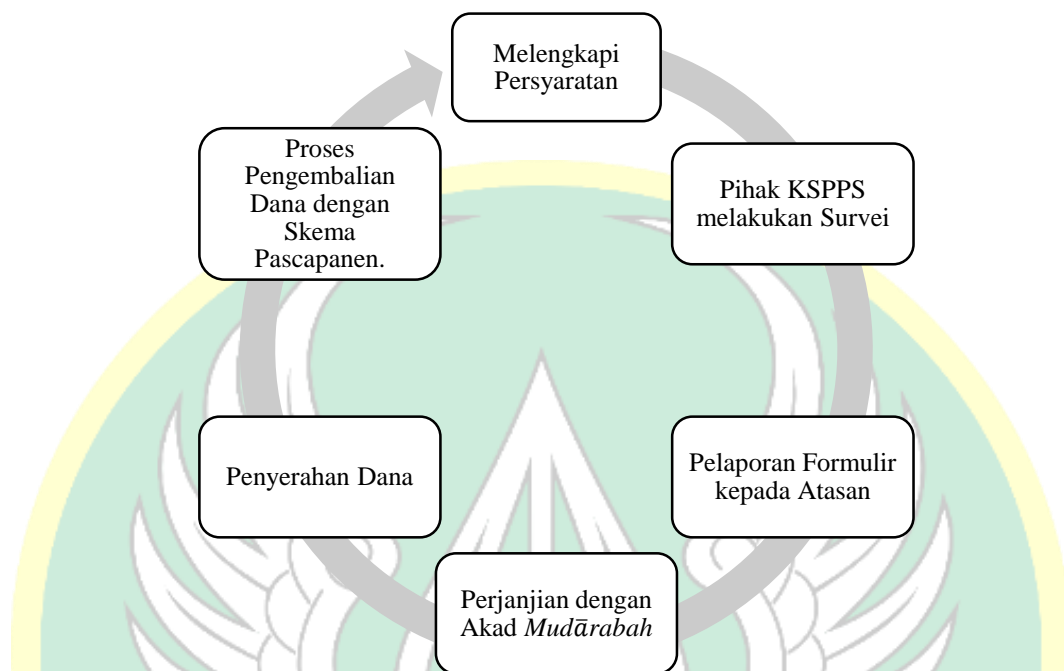 Melengkapi
Persyaratan
Pihak KSPPS
melakukan Survei
Pelaporan Formulir
kepada Atasan
Perjanjian dengan
Akad Mudārabah
Penyerahan Dana
Proses
Pengembalian
Dana dengan
Skema
Pascapanen.